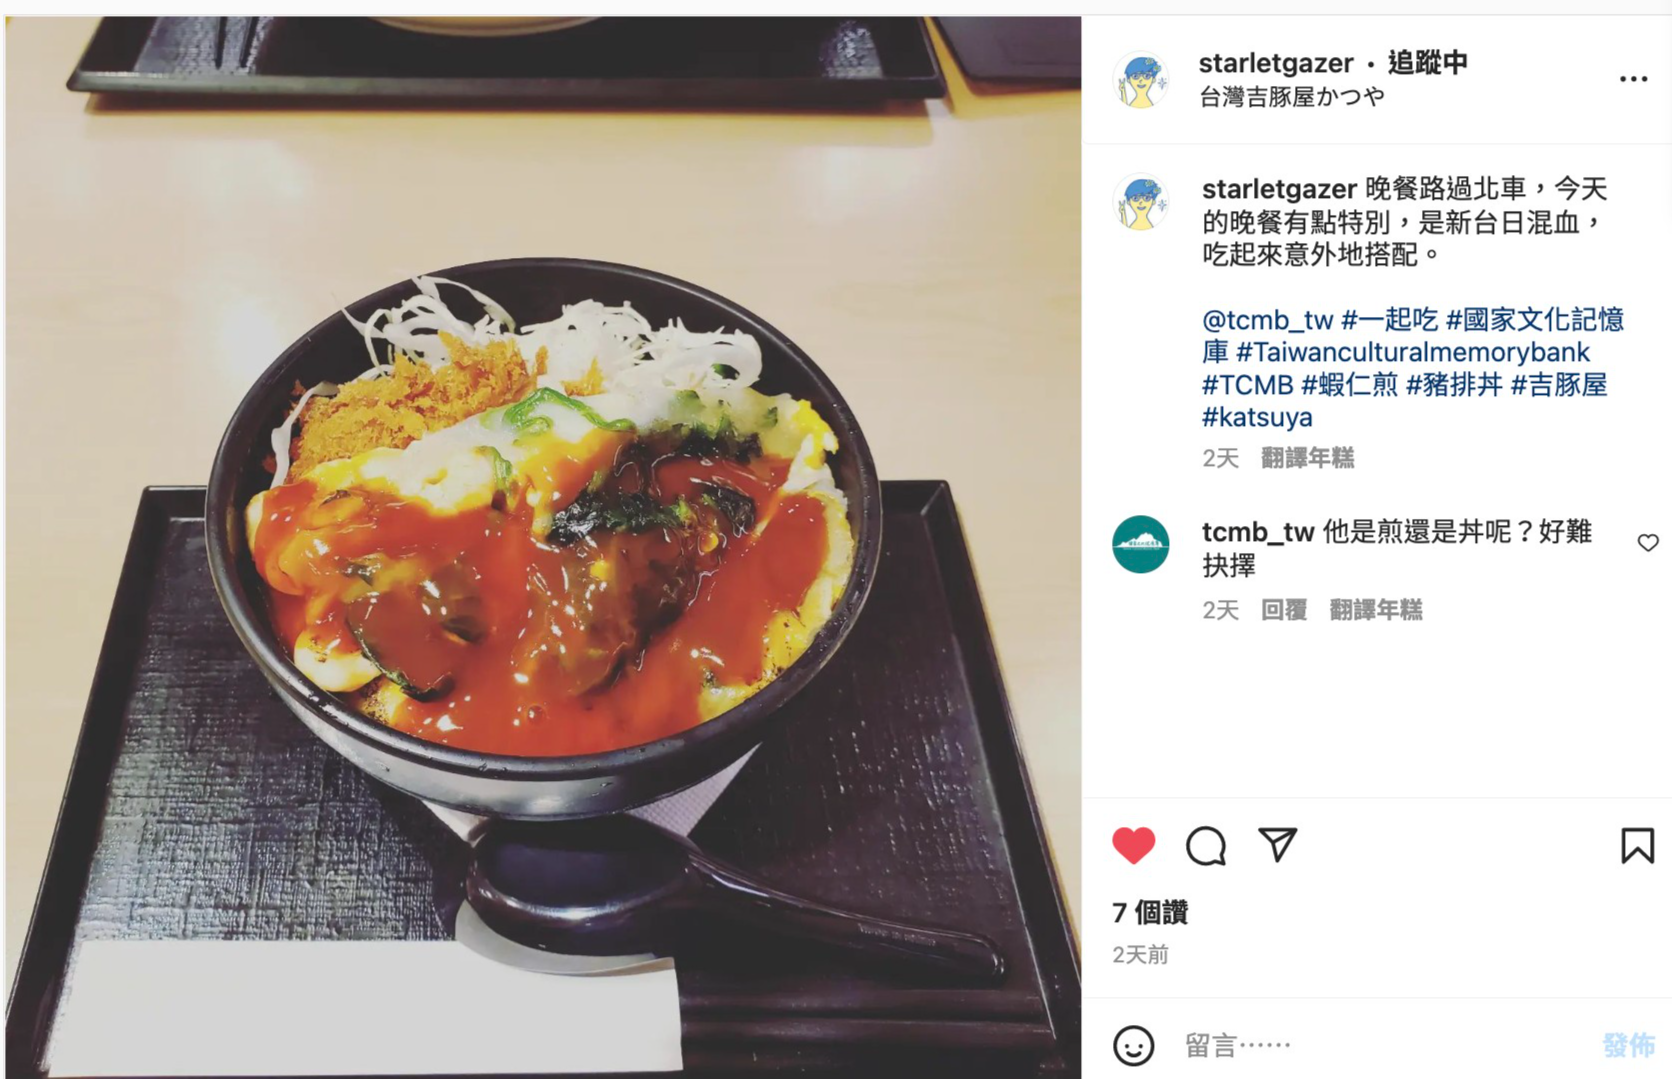 starletgazer • 追蹤中
台灣吉豚屋かつや
starletgazer 晚餐路過北車，今天
的晚餐有點特別，是新台日混血，
吃起來意外地搭配。
@tcmb_tw #一起吃 #國家文化記憶
庫 #Taiwanculturalmemorybank
#TCMB #蝦仁煎 #豬排丼 #吉豚屋
#katsuya
2天 翻譯年糕
tcmb_tw 他是煎還是丼呢？好難
抉擇
2天 回覆 翻譯年糕
7 個讚
2天前
留言⋯⋯
發佈